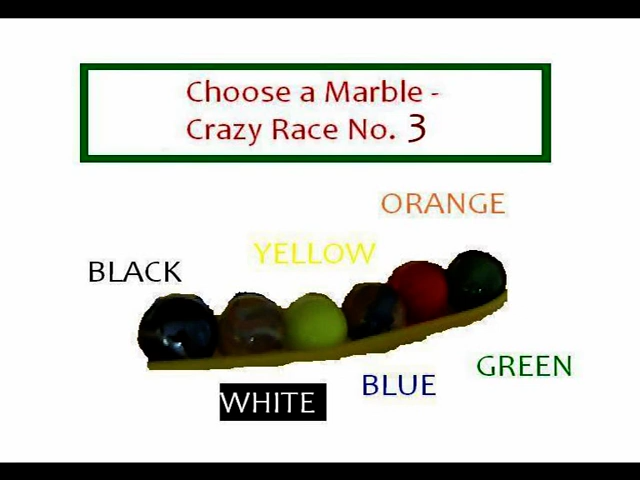 Choose a Marble -
Crazy Race No. 3
ORANGE
YELLOW
BLACK
GREEN
BLUE
WHITE